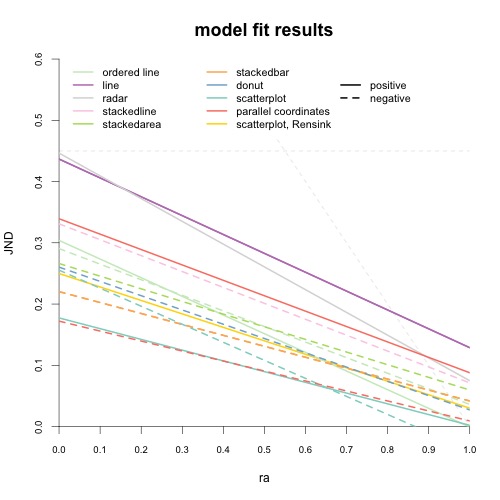 model fit results
ordered line
line
radar
stackedline
stackedarea
stackedbar
donut
scatterplot
parallel coordinates
scatterplot, Rensink
positive
negative
JND
0.6
0.5
0.4
0.3
0.2
0.1
0.0
0.0 0.1 0.2 0.3 0.4 0.5 0.6 0.7 0.8 0.9 1.0
ra